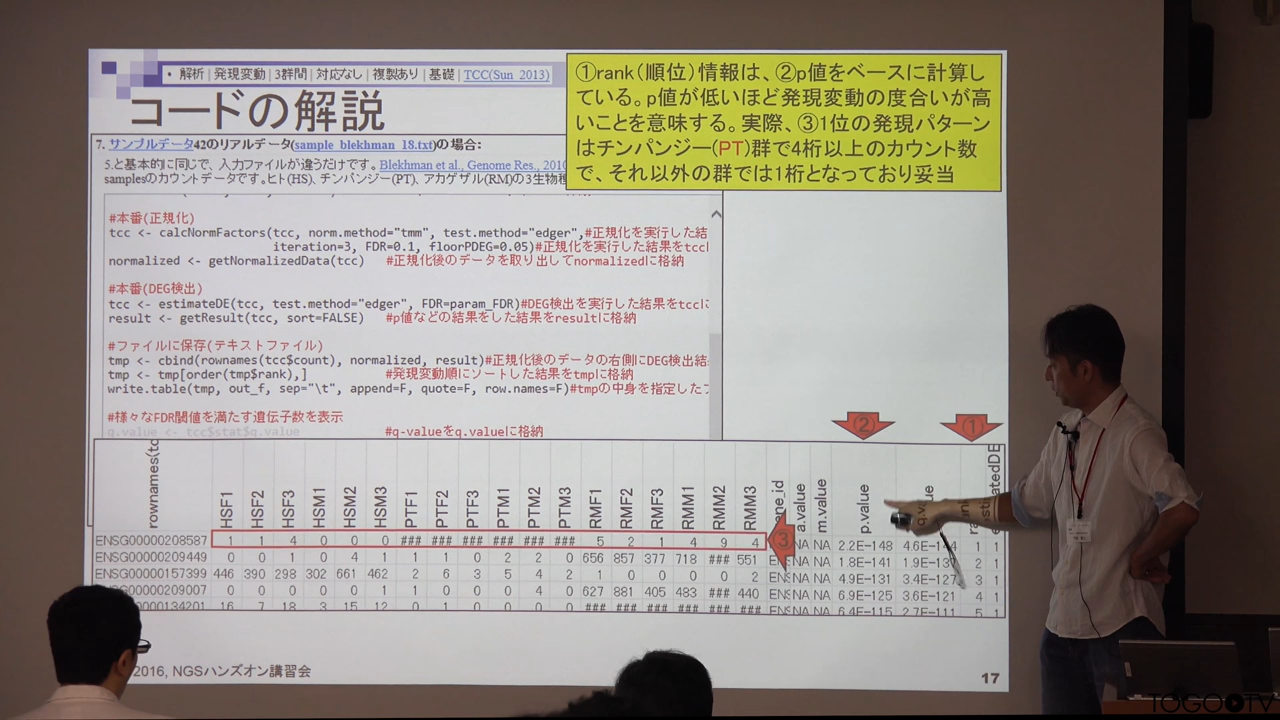 • 解析 | 発現変動 | 3群間 | 対応なし | 複製あり | 基礎 | TCC(Sun_2013)
コードの解説
①rank(順位)情報は、②p値をベースに計算し
ている。p値が低いほど発現変動の度合いが高
いことを意味する。実際、③1位の発現パターン
はチンパンジー(PT)群で4桁以上のカウント数
で、それ以外の群では1桁となっており妥当
7. サンプルデータ42のリアルデータ(sample_blekhman_18.txt)の場合:
5.と基本的に同じで、入力ファイルが違うだけです。Blekhman et al., Genome Res., 2010
samplesのカウントデータです。ヒト(HS)、チンパンジー(PT)、アカゲザル(RM)の3生物種
#本番(正規化)
tcc <- calcNormFactors(tcc, norm.method="tmm", test.method="edger",#正規化を実行した結
iteration=3, FDR=0.1, floorPDEG=0.05)#正規化を実行した結果をtccに
normalized <- getNormalizedData(tcc) #正規化後のデータを取り出してnormalizedに格納
#本番(DEG検出)
tcc <- estimateDE(tcc, test.method="edger", FDR=param_FDR)#DEG検出を実行した結果をtccに
result <- getResult(tcc, sort=FALSE) #p値などの結果をした結果をresultに格納
#ファイルに保存(テキストファイル)
tmp <- cbind(rownames(tcc$count), normalized, result)#正規化後のデータの右側にDEG検出結
tmp <- tmp[order(tmp$rank),] #発現変動順にソートした結果をtmpに格納
write.table(tmp, out_f, sep="\t", append=F, quote=F, row.names=F)#tmpの中身を指定した
#様々なFDR閾値を満たす遺伝子数を表示
q.value <- tcc$stat$q.value #q-valueをq.valueに格納
② ①
rownames(tc HSF1 HSF2 HSF3 HSM1 HSM2 HSM3 PTF1 PTF2 PTF3 PTM1 PTM2 PTM3 RMF1 RMF2 RMF3 RMM1 RMM2 RMM3 ene_id a.value m.value p.value value
ENSG00000208587 1 1 4 0 0 0 ### ### ### ### ### ### 5 2 1 4 9 4 ③ NA NA 2.2E-148 1 1
ENSG00000209449 0 0 1 0 4 1 1 1 0 2 2 0 656 857 377 718 ### 551 ENS NA NA 1.8E-141 2 1
ENSG00000157399 446 390 298 302 661 462 2 6 3 5 4 2 1 0 0 0 0 2 ENS NA NA 4.9E-131 3.4E-127 3 1
ENSG00000209007 0 0 0 0 0 1 1 0 0 0 4 0 627 881 405 483 ### 440 ENS NA NA 6.9E-125 3.6E-121 4 1
0000134201 16 7 18 3 15 12 0 1 0 0 0 0 ### ### ### ### ### ### ENS NA NA 6.4E-115 2.7E-111 5 1
2016, NGSハンズオン講習会
17
TOGOTV